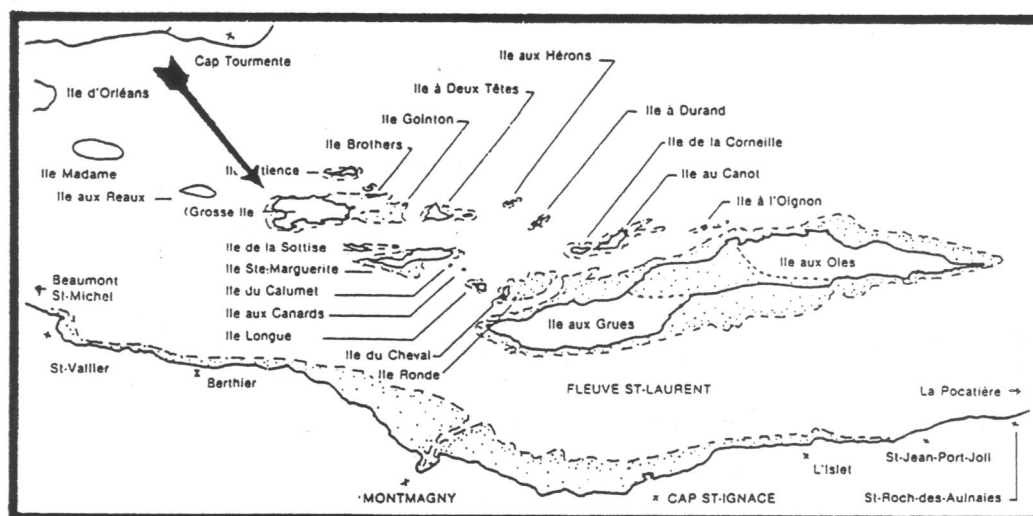 Cap Tourmente
Ile aux Hérons
Ile d'Orléans
Ile à Deux Têtes
Ile à Durand
Ile Gointon
Ile Brothers
Ile de la Corneille
Ile Madame
Ile au Canot
Ile aux Reaux
Ile à l'Oignon
(Grosse Ile
Ile de la Sottise
Ile aux Oies
Ile Ste-Marguerite
Beaumont
St-Michel
Ile du Calumet
Ile aux Canards
Ile aux Grues
Ile Longue
Ile du Cheval
St-Vallier
Ile Ronde
Berthier
FLEUVE ST-LAURENT
La Pocatière →
St-Jean-Port-Joli
L'Islet
MONTMAGNY
CAP ST-IGNACE
St-Roch-des-Aulnaies